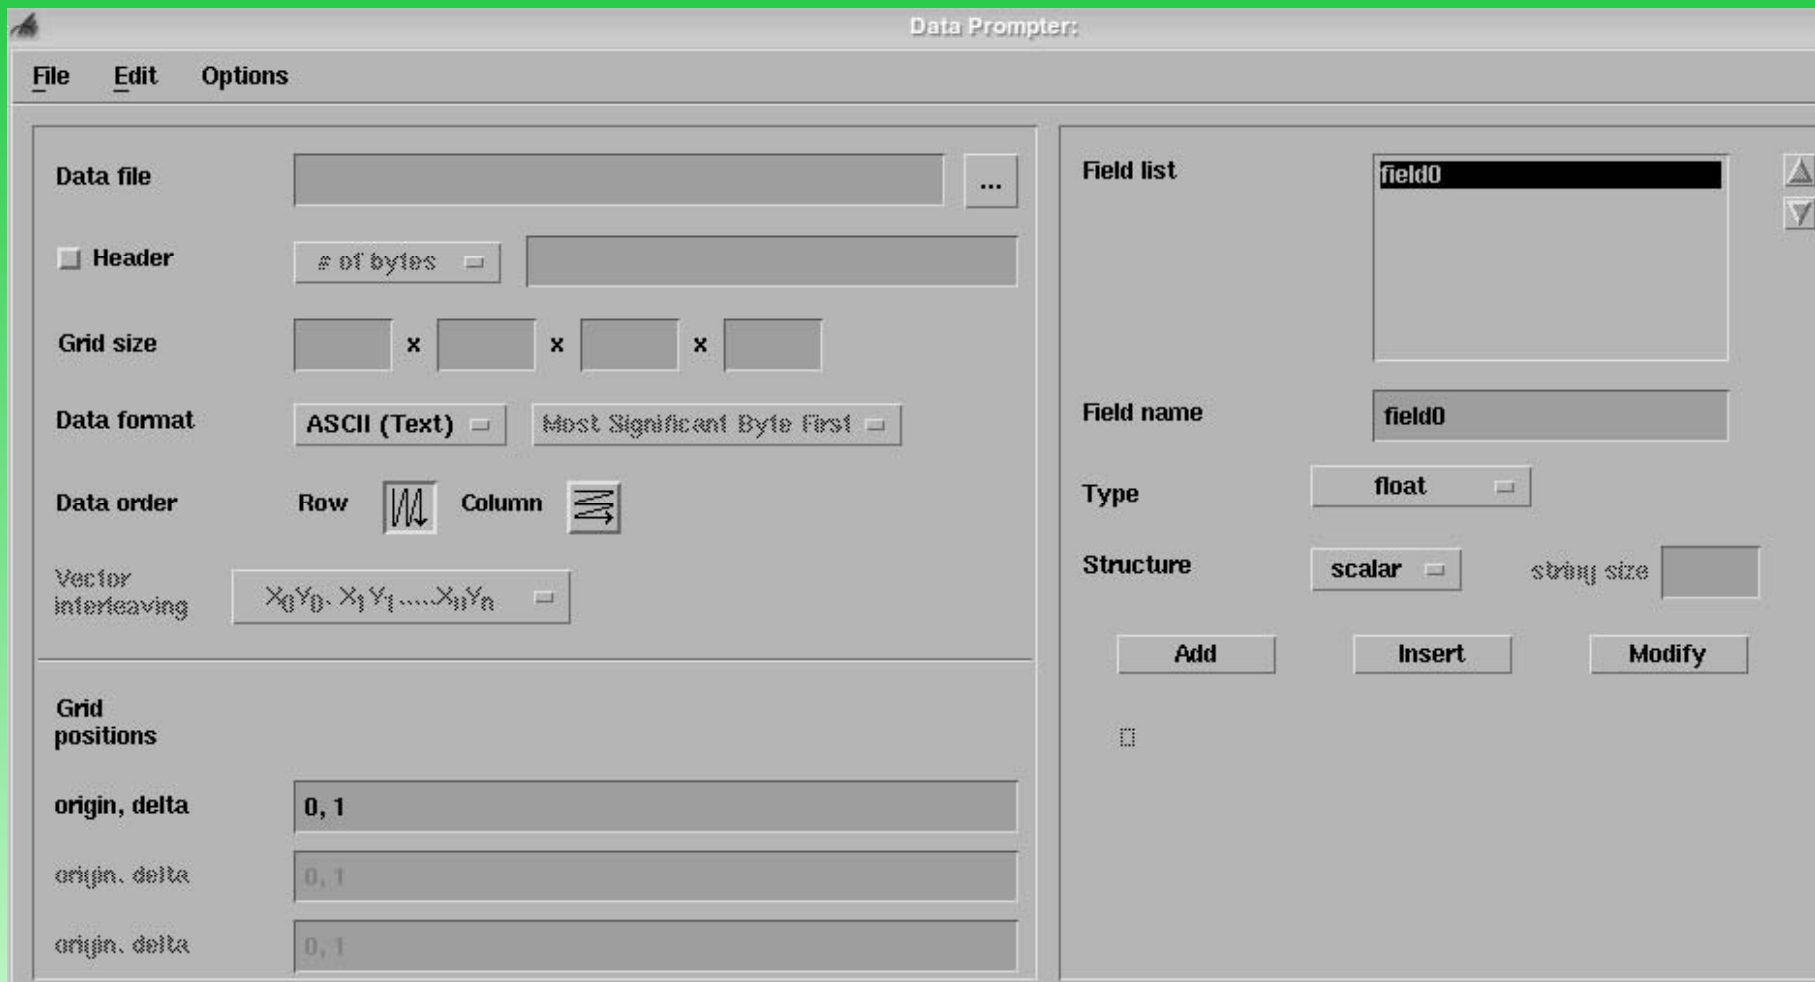 Data Prompter:
File Edit Options
Data file ...
Header # of bytes
Grid size x x x
Data format ASCII (Text) Most Significant Byte First
Data order Row Column
Vector
interleaving X0Y0, X1Y1.....XnYn
Grid
positions
origin, delta 0, 1
origin, delta 0, 1
origin, delta 0, 1
Field list field0
Field name field0
Type float
Structure scalar string size
Add Insert Modify